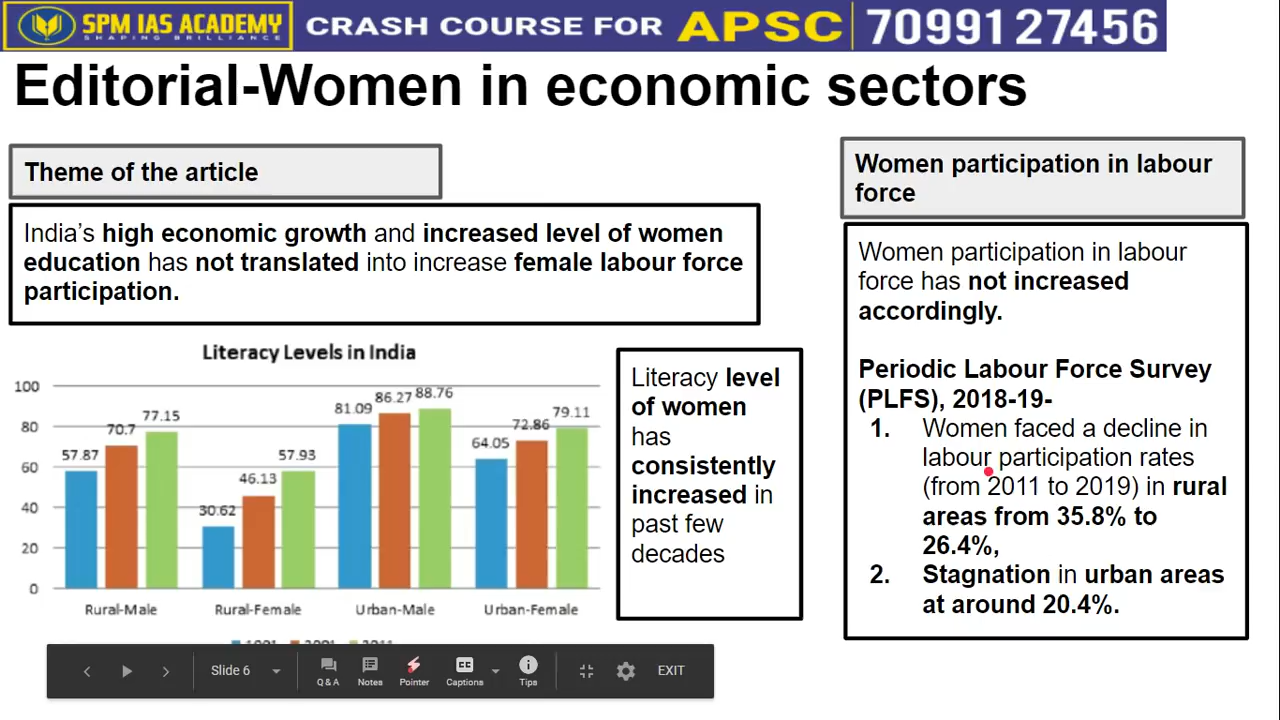 SPM IAS ACADEMY
SHAPING BRILLIANCE
CRASH COURSE FOR APSC
7099127456
Editorial-Women in economic sectors
Theme of the article
India's high economic growth and increased level of women
education has not translated into increase female labour force
participation.
Literacy Levels in India
100
80
60
40
20
0
57.87
70.7
77.15
30.62
46.13
57.93
81.09
86.27
88.76
64.05
72.86
79.11
Rural-Male
Rural-Female
Urban-Male
Urban-Female
Literacy level
of women
has
consistently
increased in
past few
decades
Women participation in labour
force
Women participation in labour
force has not increased
accordingly.
Periodic Labour Force Survey
(PLFS), 2018-19-
1. Women faced a decline in
labour participation rates
(from 2011 to 2019) in rural
areas from 35.8% to
26.4%,
2. Stagnation in urban areas
at around 20.4%.
Slide 6
Q & A
Notes
Pointer
CC
Captions
Tips
EXIT